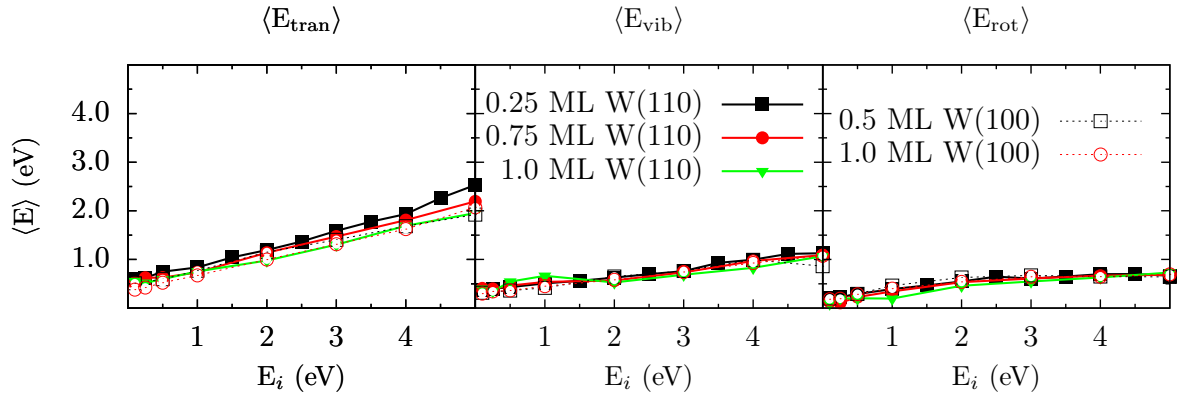 ⟨E_tran⟩ ⟨E_vib⟩ ⟨E_rot⟩
4.0
3.0
2.0
1.0
⟨E⟩ (eV)
0.25 ML W(110)
0.75 ML W(110)
1.0 ML W(110)
0.5 ML W(100)
1.0 ML W(100)
1 2 3 4 1 2 3 4 1 2 3 4
E_i (eV) E_i (eV) E_i (eV)